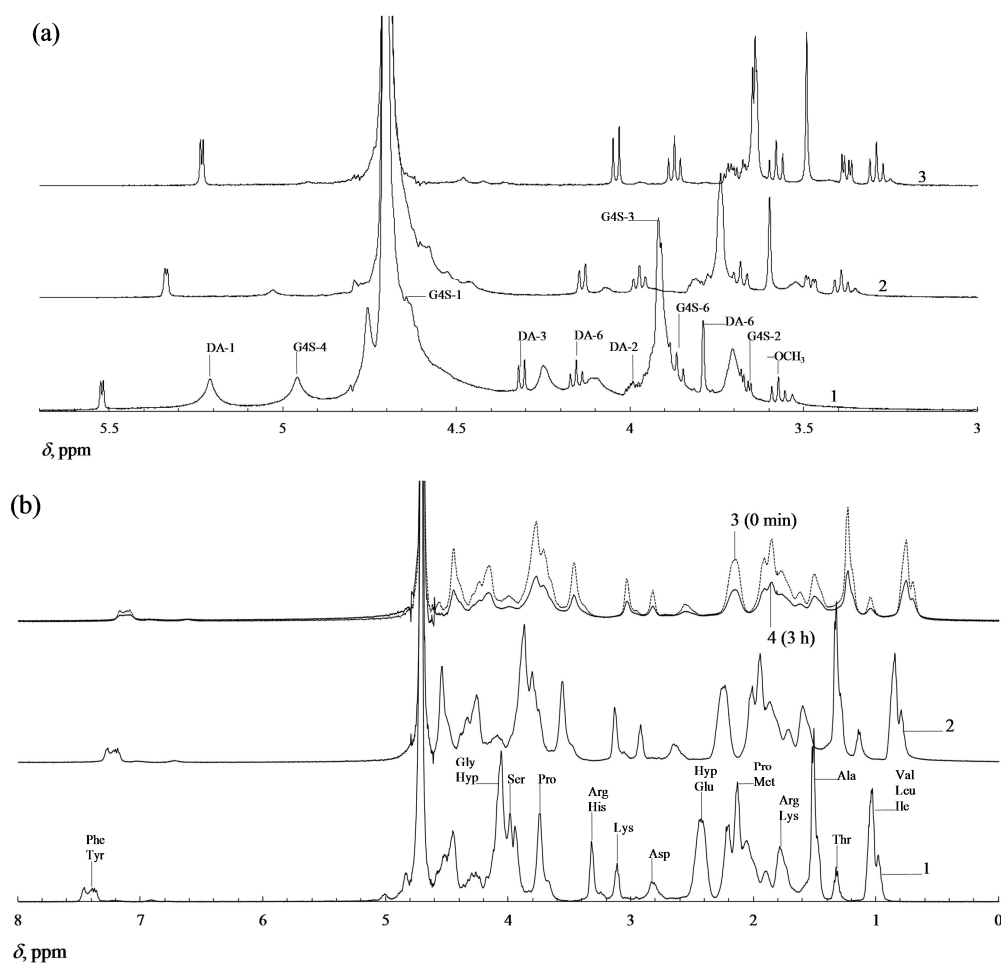 (a)
3
G4S-3
2
G4S-1
G4S-6
DA-6
DA-3
DA-6
G4S-2
DA-1
G4S-4
DA-2
–OCH3
1
5.5
5
4.5
4
3.5
3
δ, ppm
(b)
3 (0 min)
4 (3 h)
2
Gly
Hyp
Ser
Pro
Arg
His
Lys
Asp
Hyp
Glu
Pro
Met
Arg
Lys
Ala
Thr
Val
Leu
Ile
Phe
Tyr
1
8
7
6
5
4
3
2
1
0
δ, ppm